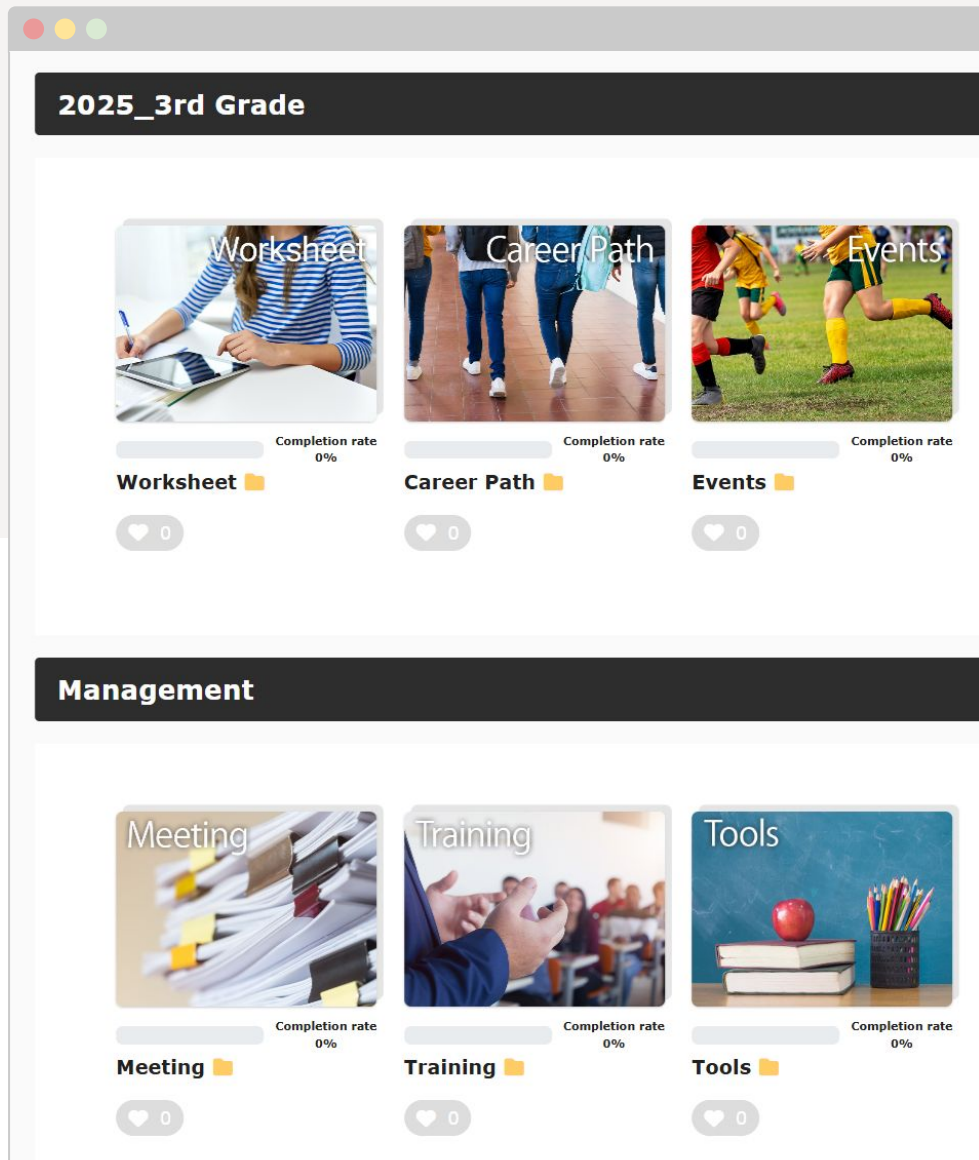 2025_3rd Grade
Worksheet
Career Path
Events
Completion rate
0%
Completion rate
0%
Completion rate
0%
Worksheet
Career Path
Events
0
0
0
Management
Meeting
Training
Tools
Completion rate
0%
Completion rate
0%
Completion rate
0%
Meeting
Training
Tools
0
0
0